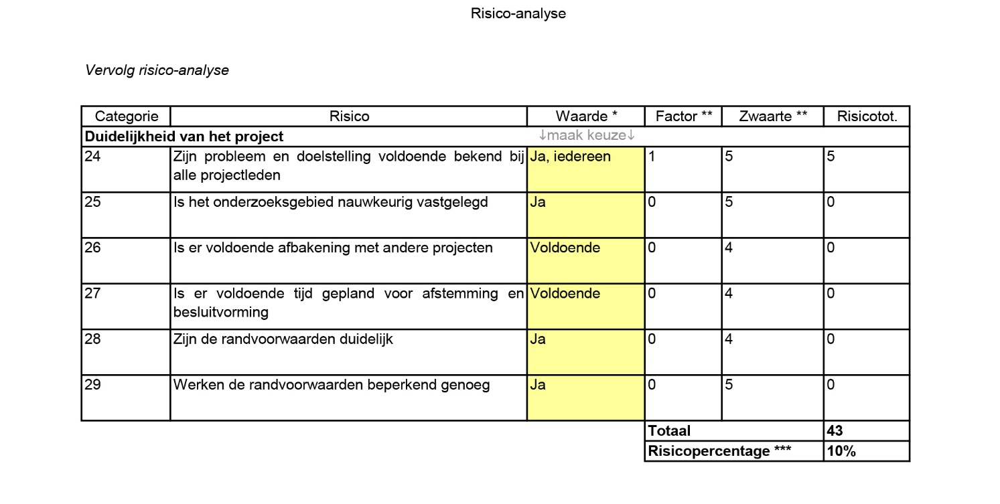 Risico-analyse
Vervolg risico-analyse
Categorie Risico Waarde * Factor ** Zwaarte ** Risicotot.
Duidelijkheid van het project ↓maak keuze↓
24 Zijn probleem en doelstelling voldoende bekend bij Ja, iedereen 1 5 5
alle projectleden
25 Is het onderzoeksgebied nauwkeurig vastgelegd Ja 0 5 0
26 Is er voldoende afbakening met andere projecten Voldoende 0 4 0
27 Is er voldoende tijd gepland voor afstemming en Voldoende 0 4 0
besluitvorming
28 Zijn de randvoorwaarden duidelijk Ja 0 4 0
29 Werken de randvoorwaarden beperkend genoeg Ja 0 5 0
Totaal 43
Risicopercentage *** 10%